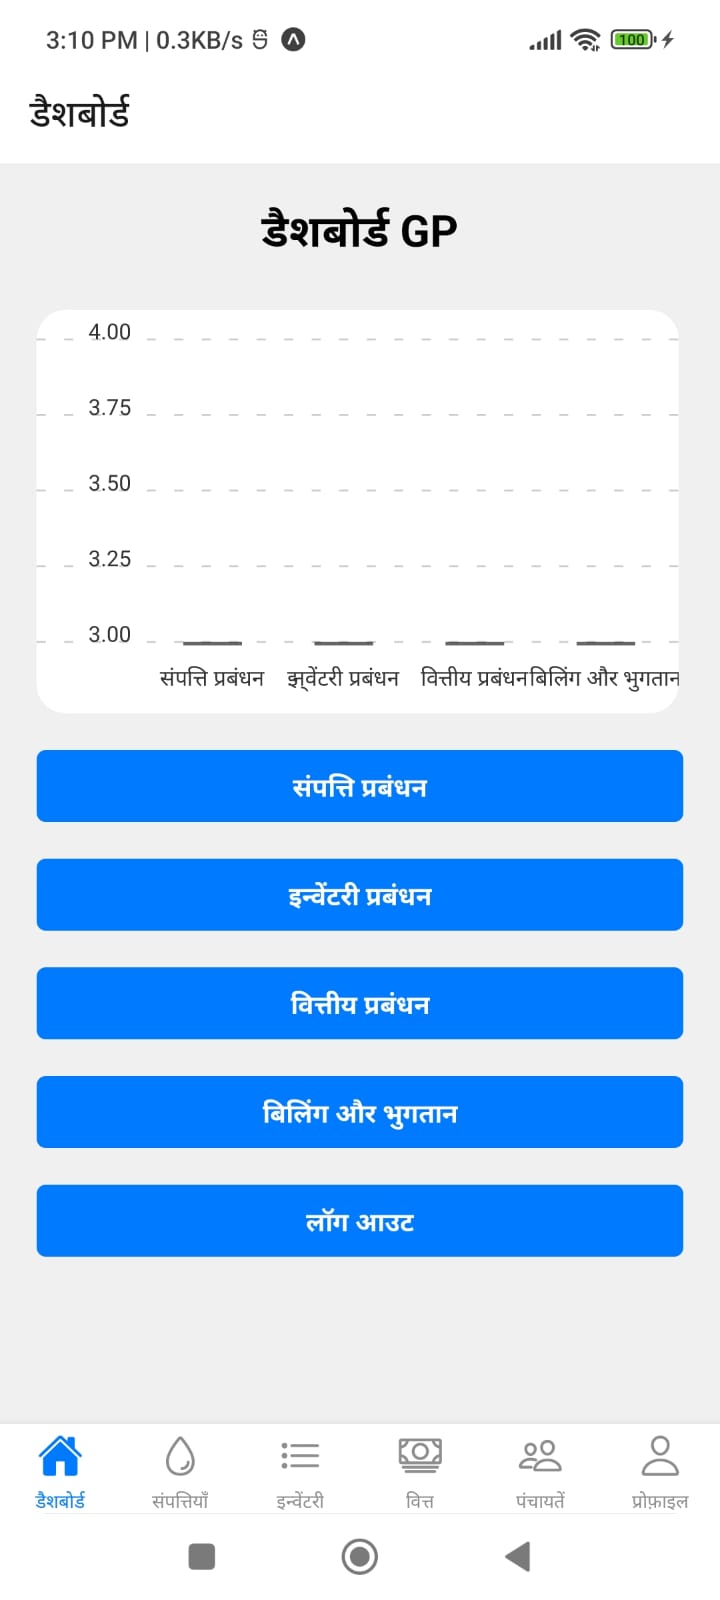 3:10 PM | 0.3KB/s
100
डैशबोर्ड
डैशबोर्ड GP
4.00
3.75
3.50
3.25
3.00
संपत्ति प्रबंधन
इन्वेंटरी प्रबंधन
वित्तीय प्रबंधन
बिलिंग और भुगतान
संपत्ति प्रबंधन
इन्वेंटरी प्रबंधन
वित्तीय प्रबंधन
बिलिंग और भुगतान
लॉग आउट
डैशबोर्ड
संपत्तियाँ
इन्वेंटरी
वित्त
पंचायतें
प्रोफ़ाइल